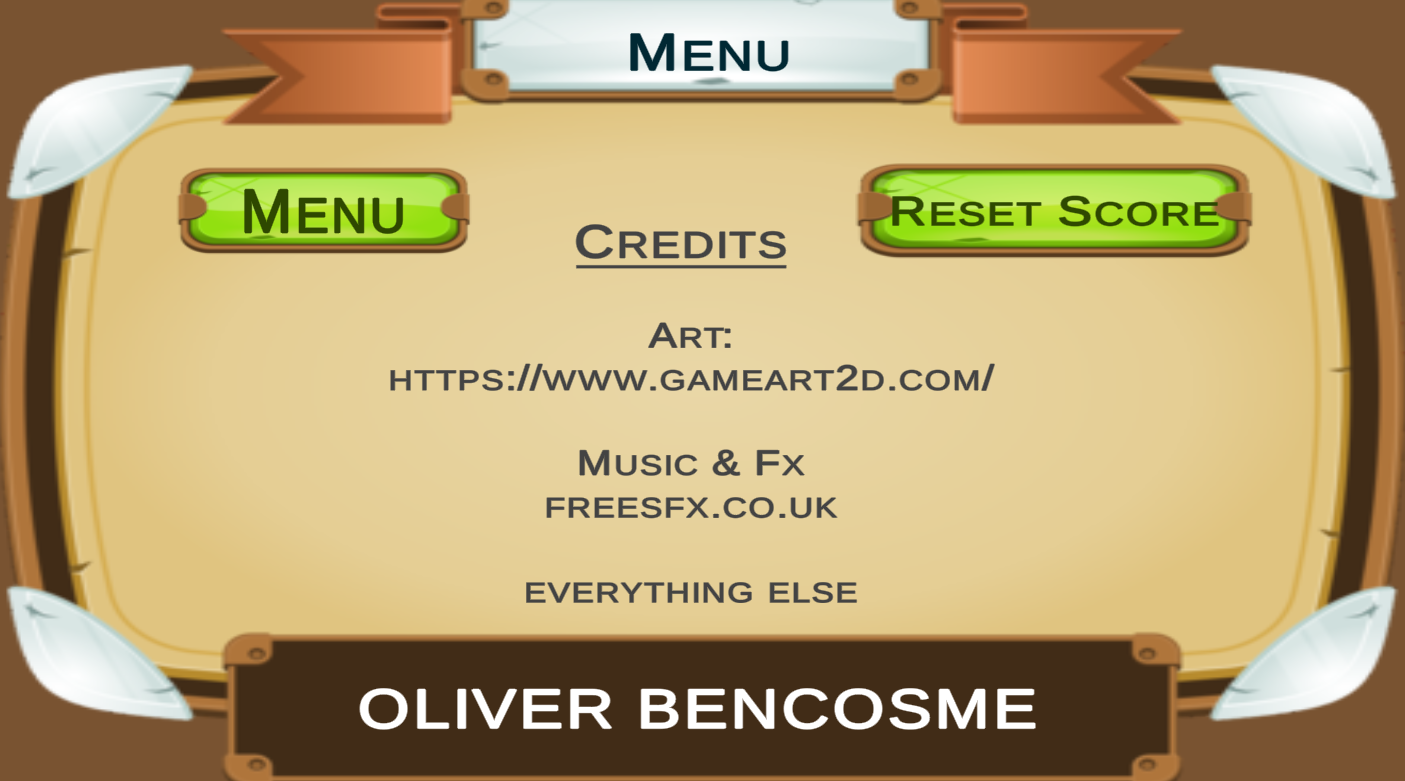 Menu
Menu
Reset Score
Credits
Art:
https://www.gameart2d.com/
Music & Fx
freesfx.co.uk
everything else
OLIVER BENCOSME